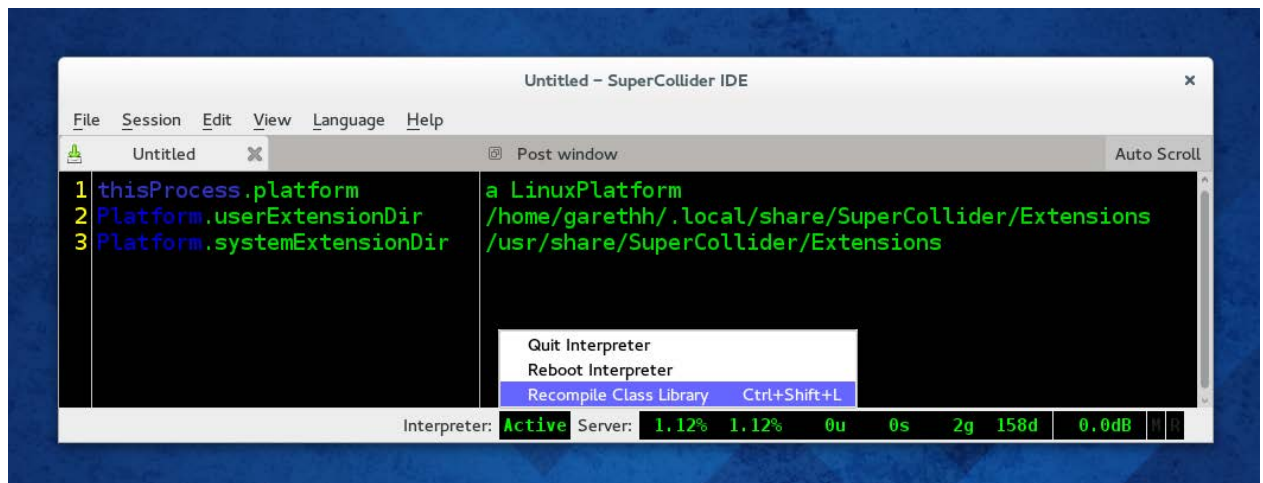 Untitled – SuperCollider IDE ×
File Session Edit View Language Help
Untitled Post window Auto Scroll
1 thisProcess.platform
2 Platform.userExtensionDir
3 Platform.systemExtensionDir
a LinuxPlatform
/home/garethh/.local/share/SuperCollider/Extensions
/usr/share/SuperCollider/Extensions
Quit Interpreter
Reboot Interpreter
Recompile Class Library Ctrl+Shift+L
Interpreter: Active Server: 1.12% 1.12% 0u 0s 2g 158d 0.0dB M R